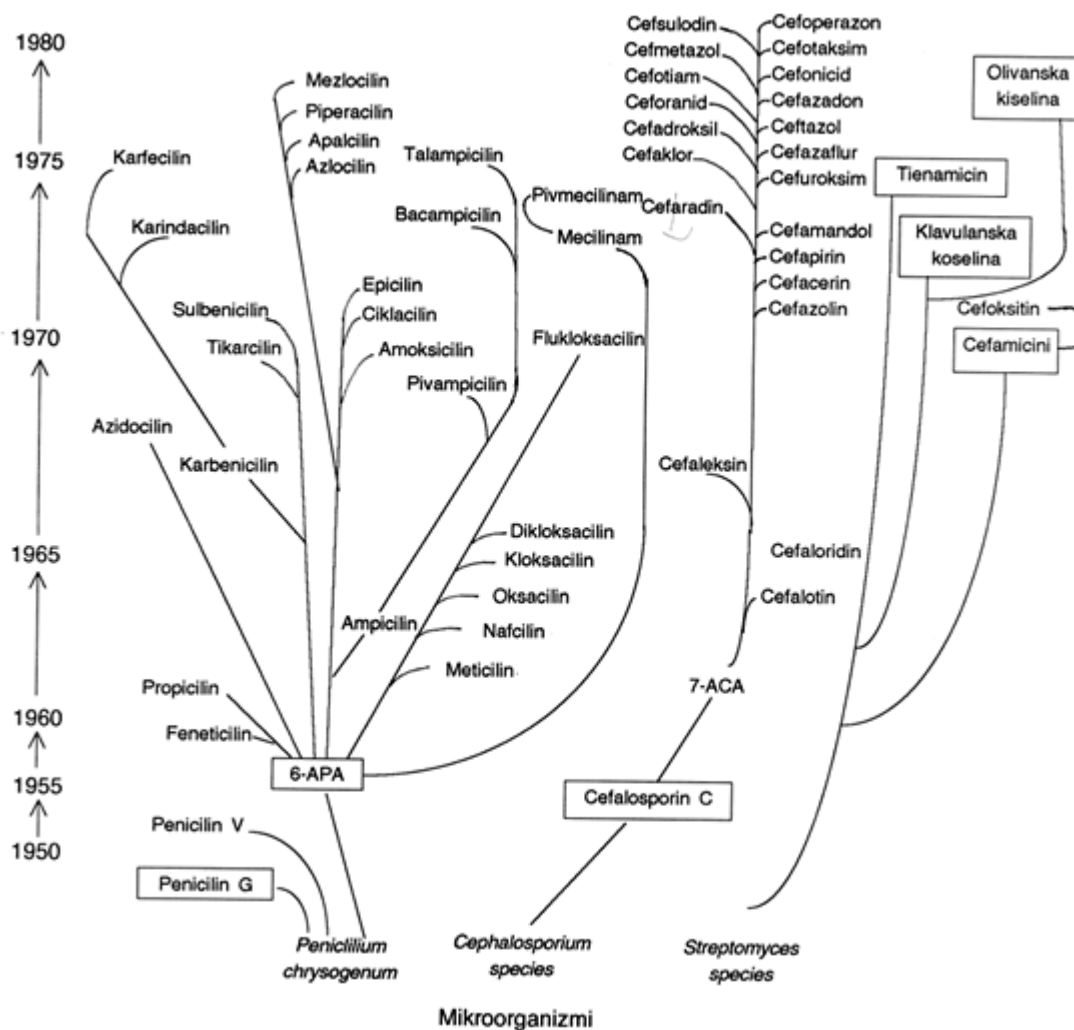 1980
1975
1970
1965
1960
1955
1950
Karfecilin
Karindacilin
Sulbenicilin
Tikarcilin
Azidocilin
Karbenicilin
Propicilin
Feneticilin
Mezlocilin
Piperacilin
Apalcilin
Azlocilin
Epicilin
Ciklacilin
Amoksicilin
Talampicilin
Bacampicilin
Pivampicilin
Ampicilin
Pivmecilinam
Mecilinam
Flukloksacilin
Dikloksacilin
Kloksacilin
Oksacilin
Nafcilin
Meticilin
6-APA
Penicilin V
Penicilin G
Peniclilium
chrysogenum
Cefsulodin
Cefmetazol
Cefotiam
Ceforanid
Cefadroksil
Cefaklor
Cefaradin
Cefaleksin
Cefoperazon
Cefotaksim
Cefonicid
Cefazadon
Ceftazol
Cefazaflur
Cefuroksim
Cefamandol
Cefapirin
Cefacerin
Cefazolin
Cefaloridin
Cefalotin
7-ACA
Cefalosporin C
Cephalosporium
species
Olivanska
kiselina
Tienamicin
Klavulanska
koselina
Cefoksitin
Cefamicini
Streptomyces
species
Mikroorganizmi